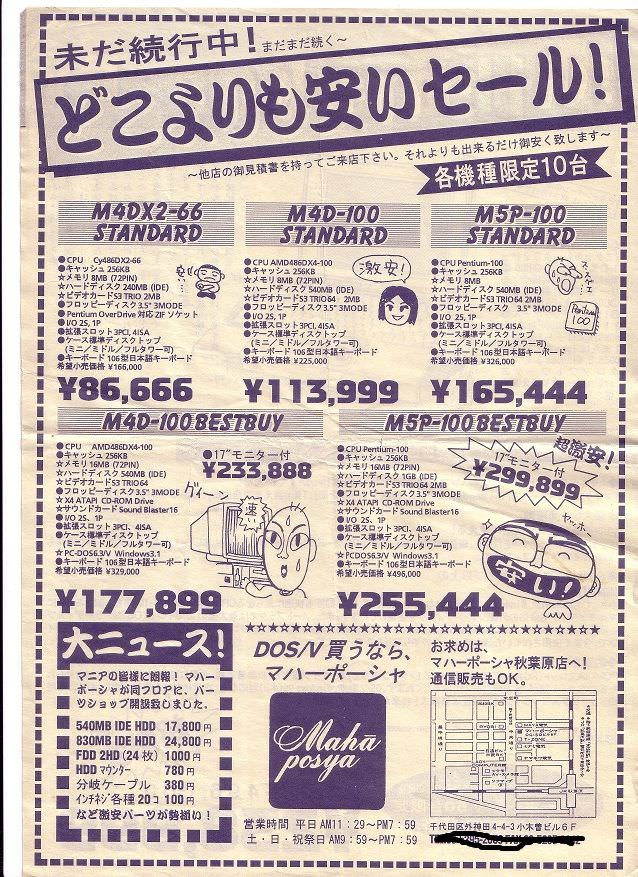 未だ続行中! まだまだ続く〜
どこよりも安いセール!
〜他店の御見積書を持ってご来店下さい。それよりも出来るだけ御安く致します〜
各機種限定10台
M4DX2-66
STANDARD
●CPU Cy486DX2-66
●キャッシュ 256KB
☆メモリ 8MB (72PIN)
☆ハードディスク 240MB (IDE)
☆ビデオカードS3 TRIO 2MB
●フロッピーディスク3.5" 3MODE
●Pentium OverDrive 対応 ZIF ソケット
●I/O 2S, 1P
●拡張スロット3PCI, 4ISA
●ケース標準デスクトップ
(ミニ/ミドル/フルタワー可)
●キーボード 106型日本語キーボード
希望小売価格 ¥166,000
安い…
¥86,666
M4D-100
STANDARD
●CPU AMD486DX4-100
●キャッシュ 256KB
☆メモリ 8MB (72PIN)
☆ハードディスク 540MB (IDE)
☆ビデオカードS3 TRIO64 2MB
●フロッピーディスク3.5" 3MODE
●I/O 2S, 1P
●拡張スロット3PCI, 4ISA
●ケース標準デスクトップ
(ミニ/ミドル/フルタワー可)
●キーボード 106型日本語キーボード
希望小売価格 ¥225,000
激安!
¥113,999
M5P-100
STANDARD
●CPU Pentium-100
●キャッシュ 256KB
☆メモリ 8MB (72PIN)
☆ハードディスク 540MB (IDE)
☆ビデオカードS3 TRIO64 2MB
●フロッピーディスク 3.5" 3MODE
●I/O 2S, 1P
●拡張スロット3PCI, 4ISA
●ケース標準デスクトップ
(ミニ/ミドル/フルタワー可)
●キーボード 106型日本語キーボード
希望小売価格 ¥326,000
Pentium
100
¥165,444
M4D-100BESTBUY
●CPU AMD486DX4-100
●キャッシュ 256KB
☆メモリ 16MB (72PIN)
☆ハードディスク 540MB (IDE)
☆ビデオカードS3 TRIO64
●フロッピーディスク3.5" 3MODE
☆X4 ATAPI CD-ROM Drive
☆サウンドカード Sound Blaster16
●I/O 2S, 1P
●拡張スロット3PCI, 4ISA
●ケース標準デスクトップ
(ミニ/ミドル/フルタワー可)
☆PC-DOS6.3/V Windows3.1
●キーボード 106型日本語キーボード
希望小売価格 ¥329,000
●17"モニター付
¥233,888
グイーン
速い
¥177,899
M5P-100BESTBUY
●CPU Pentium-100
●キャッシュ 256KB
☆メモリ 16MB (72PIN)
☆ハードディスク 1GB (IDE)
☆ビデオカードS3 TRIO64 2MB
●フロッピーディスク3.5" 3MODE
☆X4 ATAPI CD-ROM Drive
☆サウンドカード Sound Blaster16
●I/O 2S, 1P
●拡張スロット3PCI, 4ISA
●ケース標準デスクトップ
(ミニ/ミドル/フルタワー可)
☆PCDOS6.3/V Windows3.1
●キーボード 106型日本語キーボード
希望小売価格 ¥496,000
超激安!
17"モニター付
¥299,899
ヤッホー
安い!
¥255,444
大ニュース!
マニアの皆様に朗報! マハー
ポーシャが同フロアに、パー
ツショップ開設致しました。
540MB IDE HDD 17,800円
830MB IDE HDD 24,800円
FDD 2HD (24枚) 1000円
HDD マウンター 780円
分岐ケーブル 380円
インチネジ各種 20コ 100円
など激安パーツが勢揃い!
DOS/V 買うなら、
マハーポーシャ
Mahā
posya
営業時間 平日 AM11:29〜PM7:59
土・日・祝祭日 AM9:59〜PM7:59
お求めは、
マハーポーシャ秋葉原店へ!
通信販売もOK。
千代田区外神田4-4-3 小木曽ビル6F